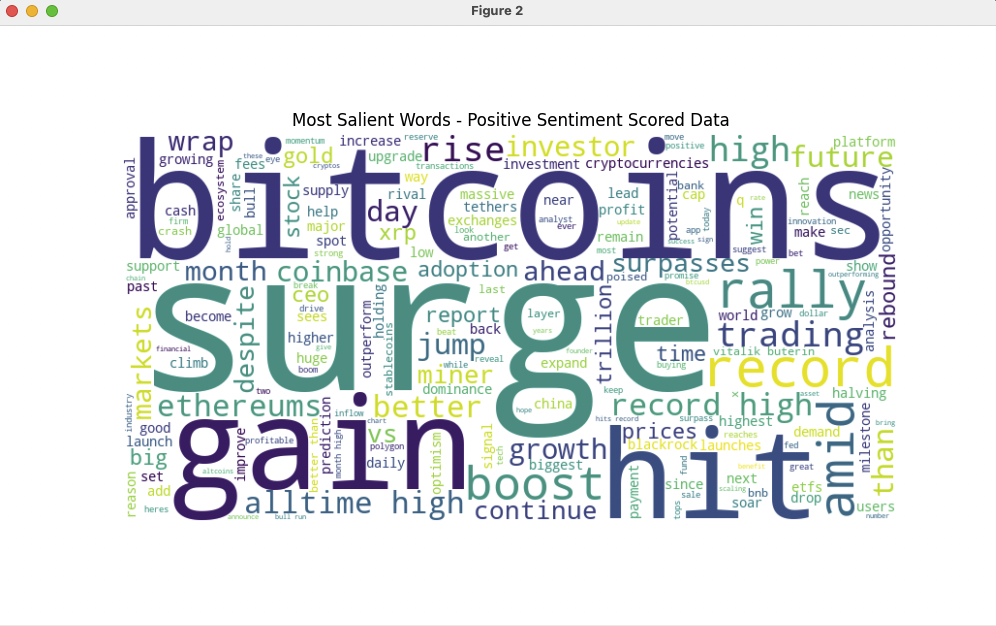 Figure 2
Most Salient Words - Positive Sentiment Scored Data
bitcoins
surge
gain
hit
record
rally
boost
rise
high
record high
alltime high
trading
investor
future
wrap
growing
these
eye
momentum
increase
reserve
cryptos
upgrade
transactions
gold
fees
share
bull
ecosystem
approval
cash
firm
crash
hold
global
stock
supply
help
major
spot
strong
way
rival
day
xrp
low
massive
tethers
exchanges
look
another
get
most
investment
cryptocurrencies
near
analyst
ever
lead
profit
remain
update
potential
move
positive
bank
cap
app
today
success
sign
q
rate
win
suggest
bet
innovation
make
sec
reach
news
platform
opportunity
support
chain
past
month
coinbase
adoption
ahead
surpasses
poised
promise
btcusd
power
show
outperforming
rebound
markets
become
financial
climb
despite
break
ceo
drive
sees
higher
huge
boom
give
outperform
holding
stablecoins
last
report
back
beat
jump
while
reveal
miner
dominance
layer
years
founder
expand
china
hope
trillion
trader
time
buying
keep
world
grow
dollar
vitalik buterin
analysis
x
asset
halving
ethereums
two
better
inflow
chart
vs
polygon
daily
prediction
month high
better than
improve
profitable
industry
good
launch
big
set
reason
add
heres
altcoins
announce
bull run
optimism
signal
tech
growth
biggest
continue
hits record
surpass
highest
prices
blackrock
launches
reaches
demand
fed
since
fund
sale
tops
payment
benefit
scaling
next
bnb
soar
great
etfs
drop
amid
milestone
than
bring
users
number